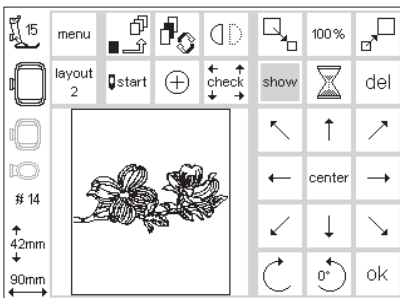 15
menu
100%
layout
2
start
check
show
del
center
# 14
42mm
90mm
0°
ok